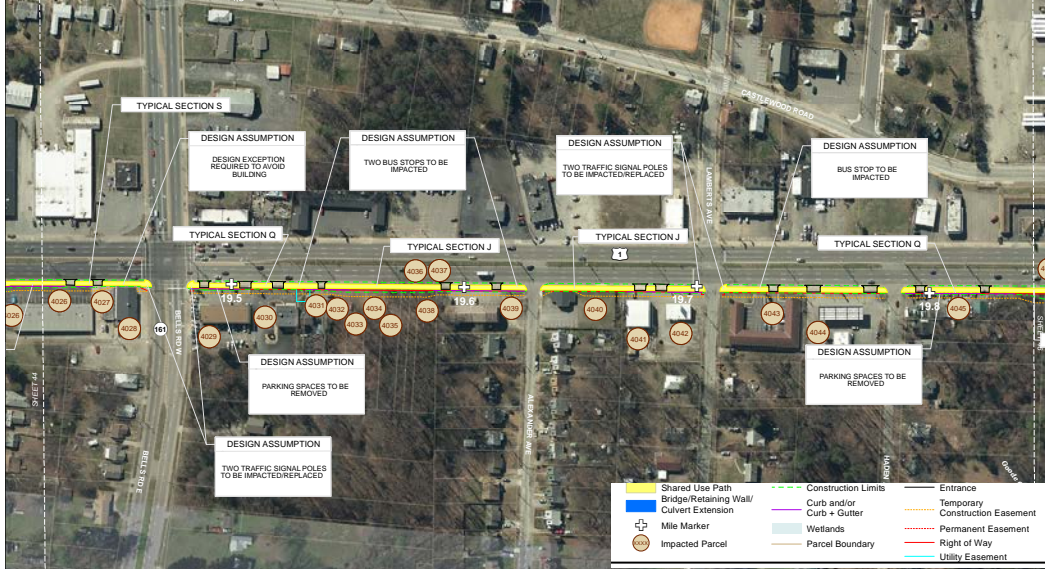 CASTLEWOOD ROAD
TYPICAL SECTION S
DESIGN ASSUMPTION
DESIGN EXCEPTION
REQUIRED TO AVOID
BUILDING
DESIGN ASSUMPTION
TWO BUS STOPS TO BE
IMPACTED
DESIGN ASSUMPTION
TWO TRAFFIC SIGNAL POLES
TO BE IMPACTED/REPLACED
DESIGN ASSUMPTION
BUS STOP TO BE
IMPACTED
LAMBERTS AVE
TYPICAL SECTION Q
TYPICAL SECTION J
TYPICAL SECTION J
TYPICAL SECTION Q
1
4036
4037
4026
4026
4027
4028
161
BELLS RD W
19.5
4029
4030
4031
4032
4033
4034
4035
4038
19.6
4039
4040
4041
4042
19.7
4043
4044
19.8
4045
SHEET 44
DESIGN ASSUMPTION
PARKING SPACES TO BE
REMOVED
DESIGN ASSUMPTION
PARKING SPACES TO BE
REMOVED
ALEXANDER AVE
DESIGN ASSUMPTION
TWO TRAFFIC SIGNAL POLES
TO BE IMPACTED/REPLACED
BELLS RD E
HADEN
Shared Use Path
Bridge/Retaining Wall/
Culvert Extension
Mile Marker
XXXX
Impacted Parcel
Construction Limits
Curb and/or
Curb + Gutter
Wetlands
Parcel Boundary
Entrance
Temporary
Construction Easement
Permanent Easement
Right of Way
Utility Easement